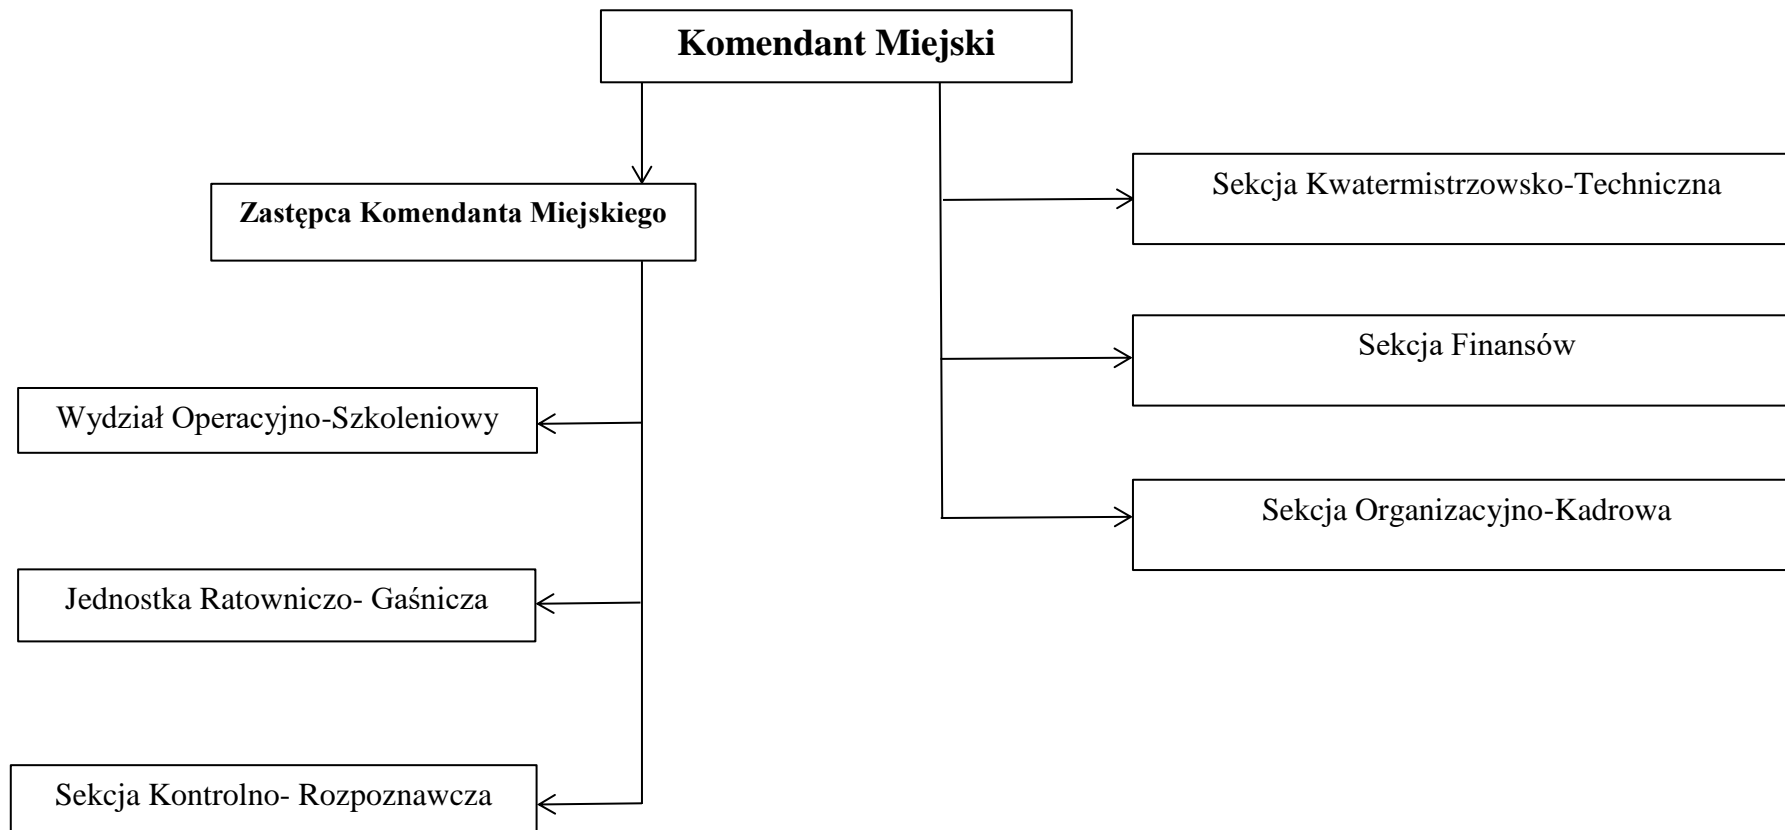 Komendant Miejski
Zastępca Komendanta Miejskiego
Wydział Operacyjno-Szkoleniowy
Jednostka Ratowniczo- Gaśnicza
Sekcja Kontrolno- Rozpoznawcza
Sekcja Kwatermistrzowsko-Techniczna
Sekcja Finansów
Sekcja Organizacyjno-Kadrowa